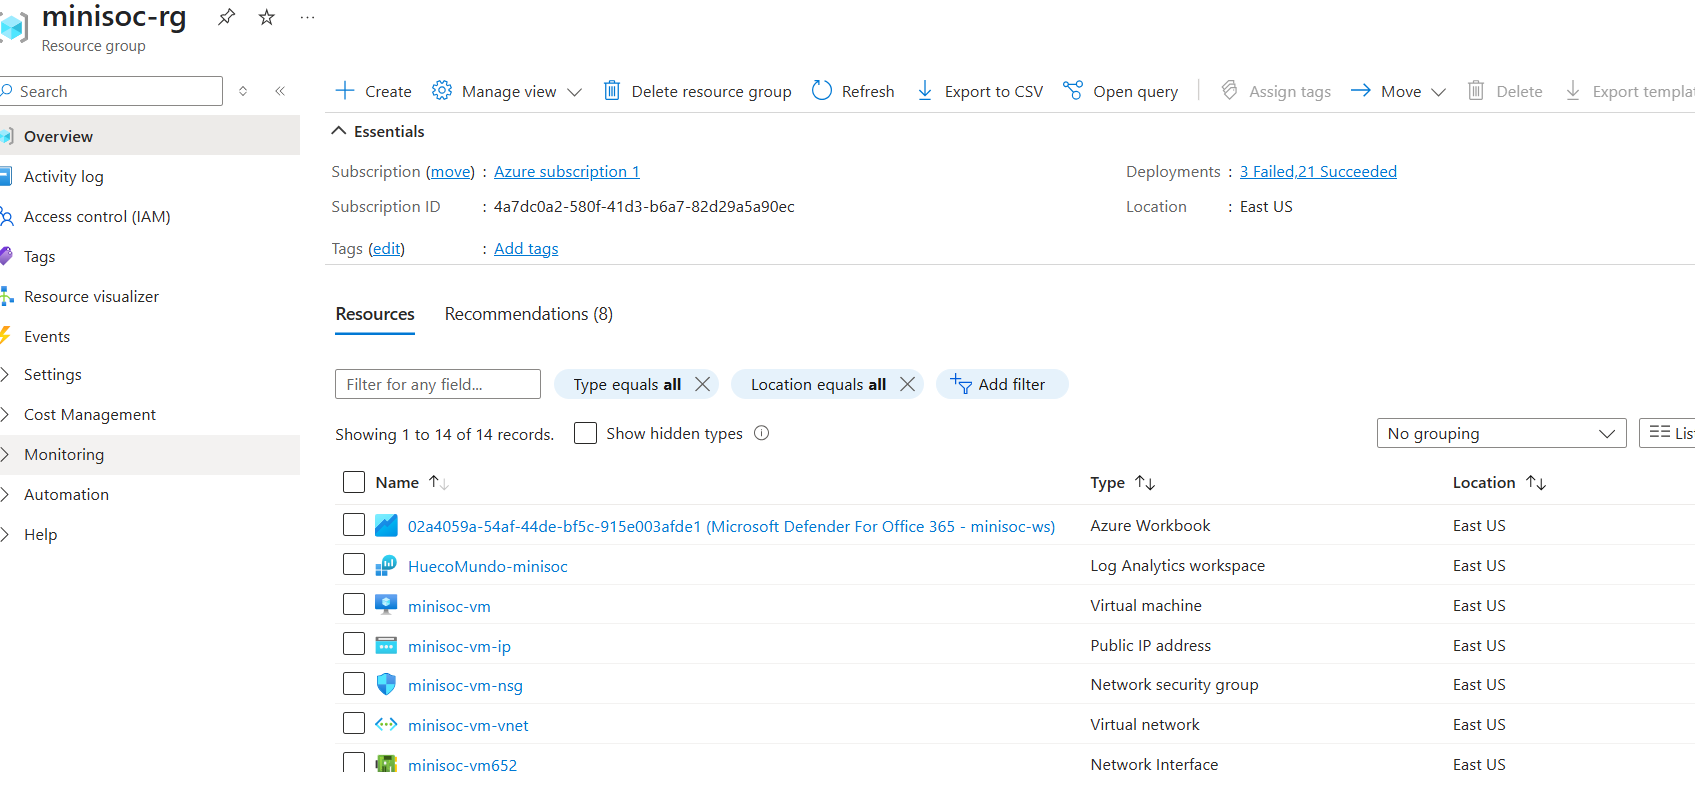 minisoc-rg
Resource group
Search
Overview
Activity log
Access control (IAM)
Tags
Resource visualizer
Events
Settings
Cost Management
Monitoring
Automation
Help
Create Manage view Delete resource group Refresh Export to CSV Open query Assign tags Move Delete Export templat
Essentials
Subscription (move) : Azure subscription 1 Deployments : 3 Failed,21 Succeeded
Subscription ID : 4a7dc0a2-580f-41d3-b6a7-82d29a5a90ec Location : East US
Tags (edit) : Add tags
Resources Recommendations (8)
Filter for any field... Type equals all Location equals all Add filter
Showing 1 to 14 of 14 records. Show hidden types No grouping Lis
Name Type Location
02a4059a-54af-44de-bf5c-915e003afde1 (Microsoft Defender For Office 365 - minisoc-ws) Azure Workbook East US
HuecoMundo-minisoc Log Analytics workspace East US
minisoc-vm Virtual machine East US
minisoc-vm-ip Public IP address East US
minisoc-vm-nsg Network security group East US
minisoc-vm-vnet Virtual network East US
minisoc-vm652 Network Interface East US